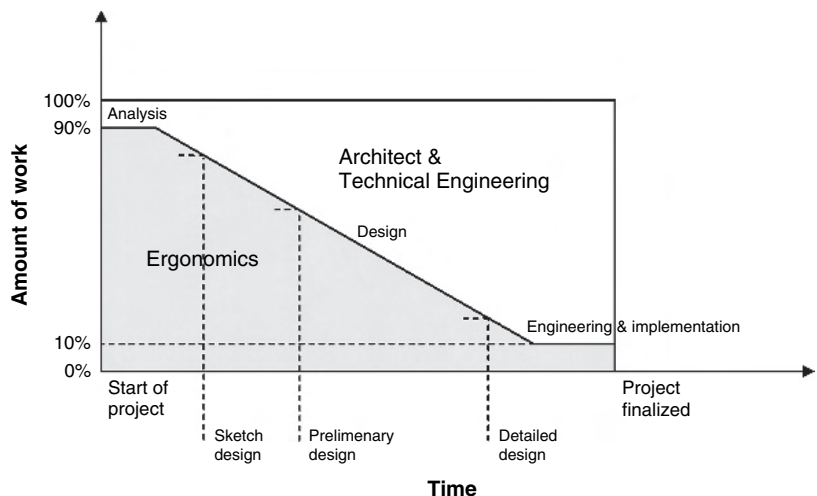 100%
Analysis
90%
Architect &
Technical Engineering
Amount of work
Design
Ergonomics
Engineering & implementation
10%
0%
Start of
project
Project
finalized
Sketch
design
Prelimenary
design
Detailed
design
Time